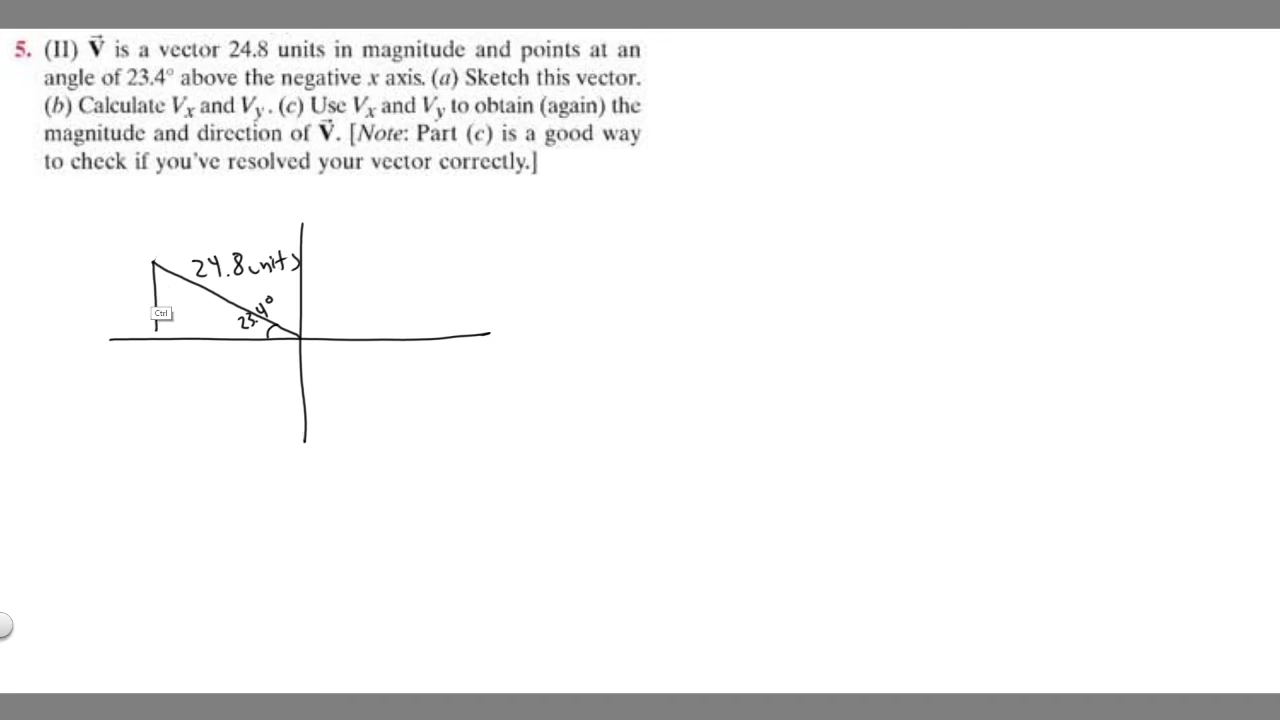 5. (II) V⃗ is a vector 24.8 units in magnitude and points at an
angle of 23.4° above the negative x axis. (a) Sketch this vector.
(b) Calculate Vx and Vy. (c) Use Vx and Vy to obtain (again) the
magnitude and direction of V⃗. [Note: Part (c) is a good way
to check if you've resolved your vector correctly.]
24.8 units
23.4°
Ctrl